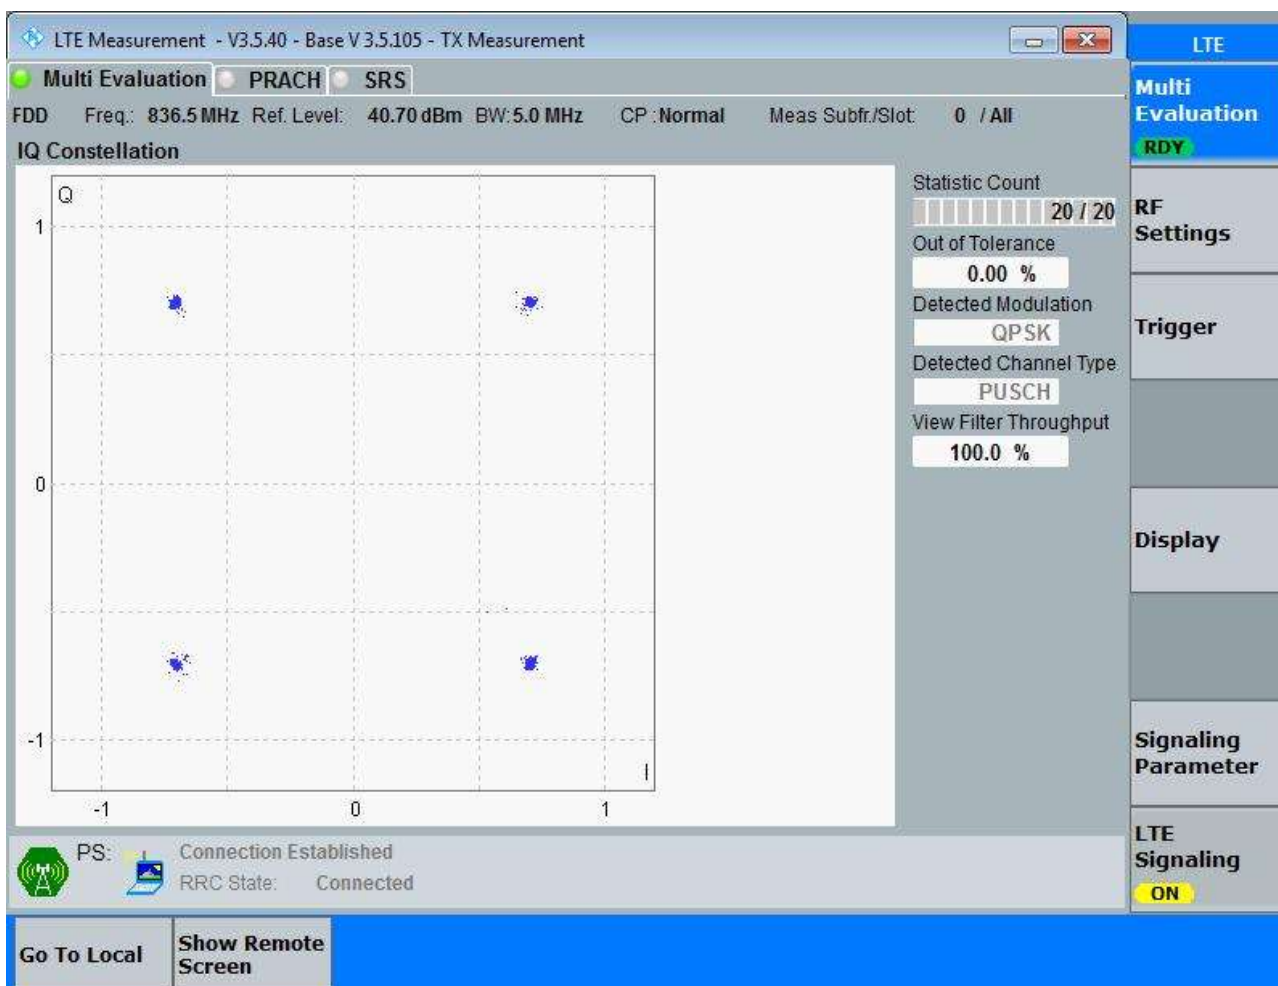 LTE Measurement - V3.5.40 - Base V 3.5.105 - TX Measurement
LTE
Multi Evaluation PRACH SRS
FDD Freq.: 836.5 MHz Ref. Level: 40.70 dBm BW: 5.0 MHz CP : Normal Meas Subfr./Slot: 0 / All
IQ Constellation
Q
1
0
-1
I
-1 0 1
Statistic Count
20 / 20
Out of Tolerance
0.00 %
Detected Modulation
QPSK
Detected Channel Type
PUSCH
View Filter Throughput
100.0 %
PS: Connection Established
RRC State: Connected
Multi
Evaluation
RDY
RF
Settings
Trigger
Display
Signaling
Parameter
LTE
Signaling
ON
Go To Local
Show Remote
Screen